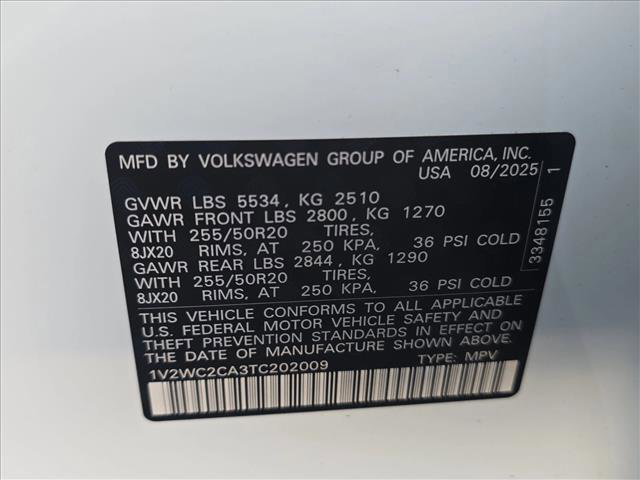 MFD BY VOLKSWAGEN GROUP OF AMERICA, INC.
USA 08/2025
GVWR LBS 5534 , KG 2510
GAWR FRONT LBS 2800 , KG 1270
WITH 255/50R20 TIRES,
8JX20 RIMS, AT 250 KPA, 36 PSI COLD
GAWR REAR LBS 2844 , KG 1290
WITH 255/50R20 TIRES,
8JX20 RIMS, AT 250 KPA, 36 PSI COLD
THIS VEHICLE CONFORMS TO ALL APPLICABLE
U.S. FEDERAL MOTOR VEHICLE SAFETY AND
THEFT PREVENTION STANDARDS IN EFFECT ON
THE DATE OF MANUFACTURE SHOWN ABOVE.
1V2WC2CA3TC202009 TYPE: MPV
3348155 1